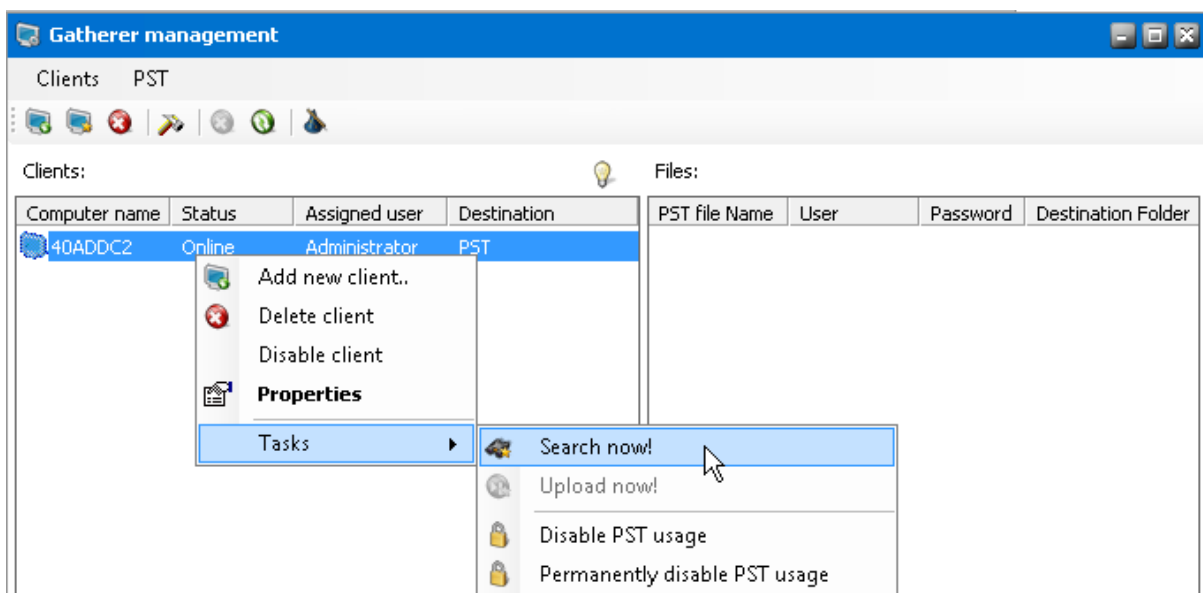 Gatherer management
Clients PST
Clients: Files:
Computer name Status Assigned user Destination PST file Name User Password Destination Folder
40ADDC2 Online Administrator PST
Add new client..
Delete client
Disable client
Properties
Tasks Search now!
Upload now!
Disable PST usage
Permanently disable PST usage